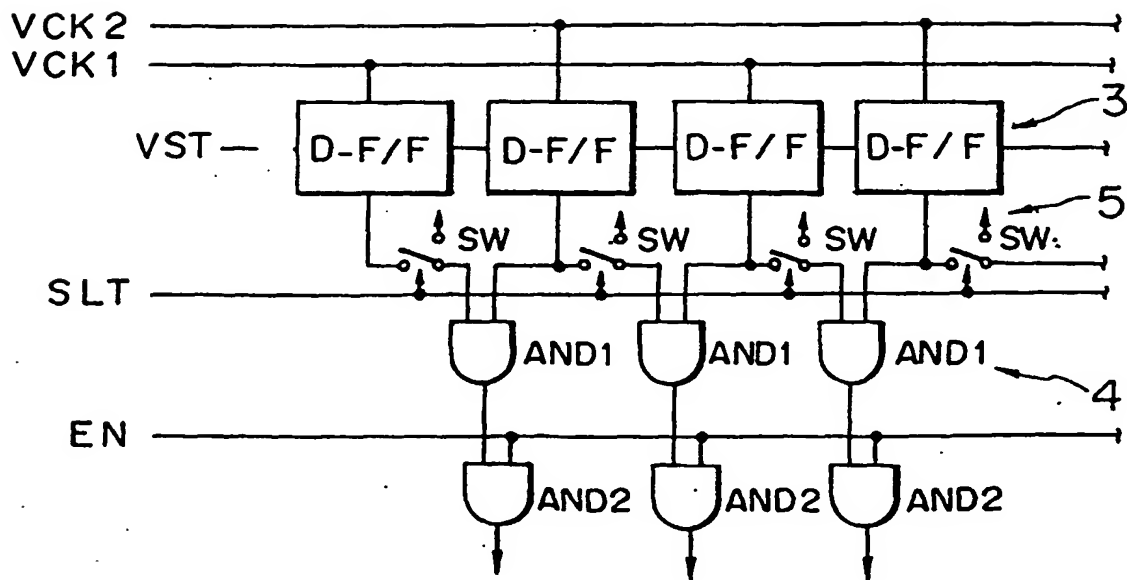 VCK2
VCK1
VST
D-F/F D-F/F D-F/F D-F/F
3
SW SW SW SW
5
SLT
AND1 AND1 AND1
4
EN
AND2 AND2 AND2